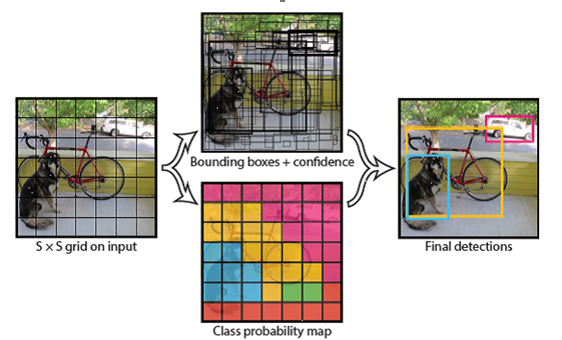 Bounding boxes + confidence
S × S grid on input
Final detections
Class probability map